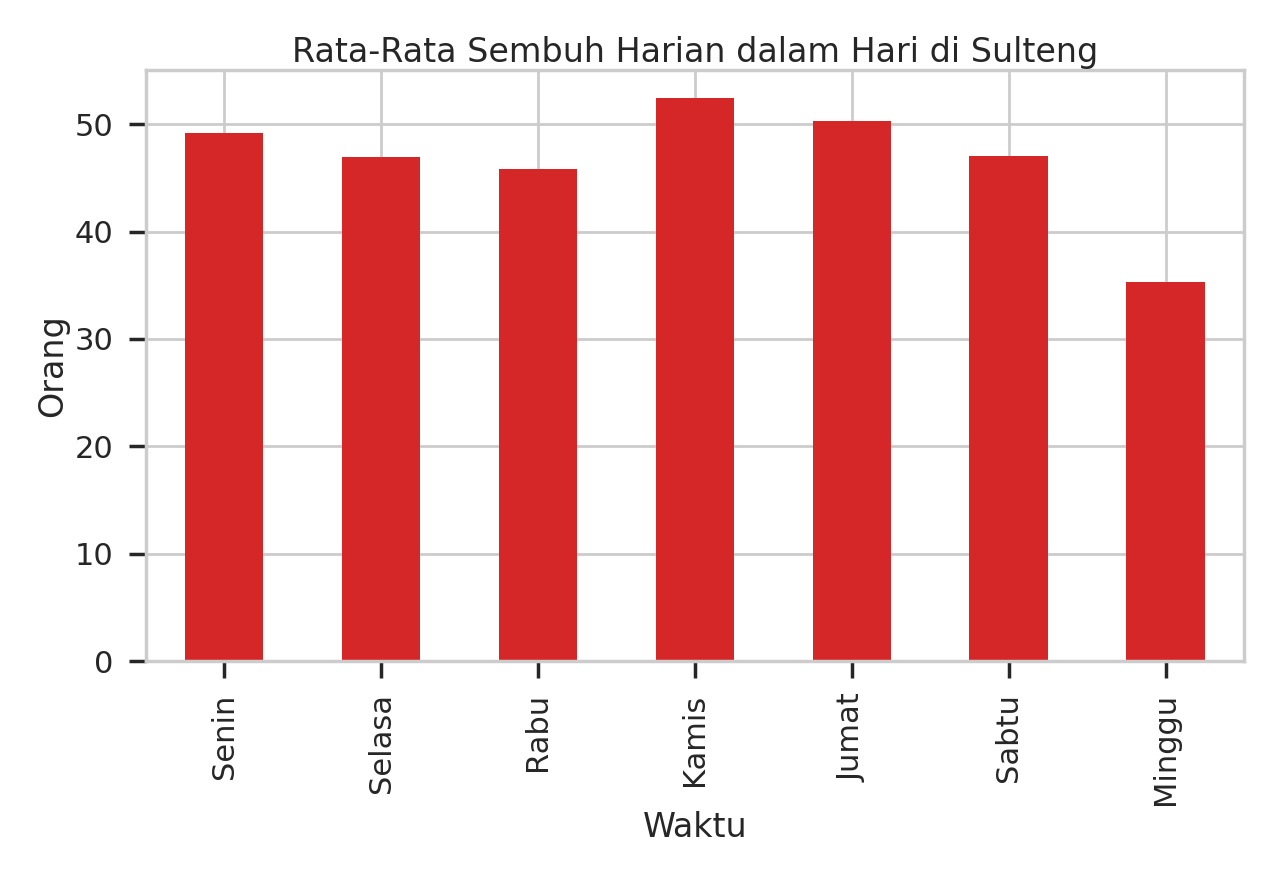 Rata-Rata Sembuh Harian dalam Hari di Sulteng
50
40
30
20
10
0
Orang
Senin
Selasa
Rabu
Kamis
Jumat
Sabtu
Minggu
Waktu